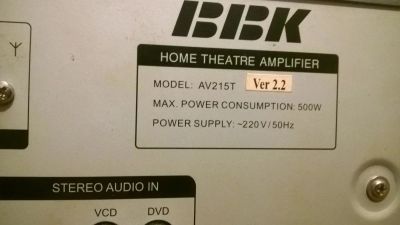 BBK
HOME THEATRE AMPLIFIER
MODEL: AV215T Ver 2.2
MAX. POWER CONSUMPTION: 500W
POWER SUPPLY: ~220V/50Hz
STEREO AUDIO IN
VCD DVD